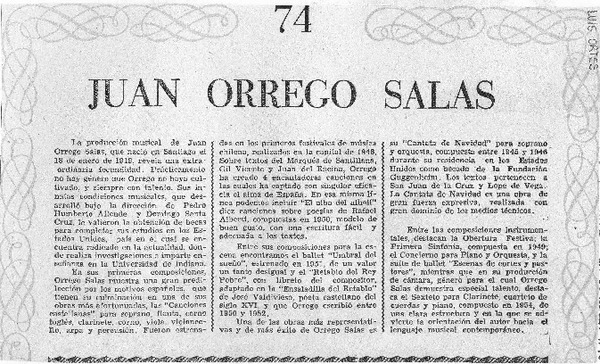 74
LUIS ORTEG
JUAN ORREGO SALAS
La producción musical de Juan
Orrego Salas, que nació en Santiago el
18 de enero de 1919, revela una extra-
ordinaria fecundidad. Prácticamente
no hay género que Orrego no haya cul-
tivado, y siempre con talento. Sus in-
natas condiciones musicales, que des-
arrolló bajo la dirección de Pedro
Humberto Allende y Domingo Santa
Cruz, le valieron la obtención de becas
para completar sus estudios en los Es-
tados Unidos, país en el cual se en-
cuentra radicado en la actualidad, don-
de realiza investigaciones e imparte en-
señanza en la Universidad de Indiana.
En sus primeras composiciones,
Orrego Salas muestra una gran predi-
lección por los motivos españoles, que
tienen su culminación en una de sus
obras más afortunadas, las "Canciones
castellanas" para soprano, flauta, corno
inglés, clarinete, corno, viola, violonce-
llo, arpa y percusión. Fueron estrena-
das en los primeros festivales de música
chilena, realizados en la capital de 1948.
Sobre textos del Marqués de Santillana,
Gil Vicente y Juan del Encina, Orrego
ha creado 4 encantadoras canciones en
las cuales ha captado con singular efica-
cia el alma de España. En esa misma lí-
nea podemos incluir "El alba del alhelí"
diez canciones sobre poesías de Rafael
Alberti, compuestas en 1950, modelo de
buen gusto, con una escritura fácil y
adecuada a los textos.
Entre sus composiciones para la es-
cena encontramos el ballet "Umbral del
sueño", estrenado en 1951, de un valor
un tanto desigual y el "Retablo del Rey
Pobre", con libreto del compositor,
adaptado en la "Ensaladilla del Retablo"
de José Valdivieso, poeta castellano del
siglo XVI, y que Orrego escribió entre
1950 y 1952.
Una de las obras más representati-
vas y de más éxito de Orrego Salas es
su "Cantata de Navidad" para soprano
y orquesta, compuesta entre 1945 y 1946
durante su residencia en los Estados
Unidos como becado de la Fundación
Guggenheim. Los textos pertenecen a
San Juan de la Cruz y Lope de Vega.
La Cantata de Navidad es una obra de
gran fuerza expresiva, realizada con
gran dominio de los medios técnicos.
Entre las composiciones instrumen-
tales, destacan la Obertura Festiva; la
Primera Sinfonía, compuesta en 1949;
el Concierto para Piano y Orquesta, y la
suite de ballet "Escenas de cortes y pas-
tores", mientras que en su producción
de cámara, género para el cual Orrego
Salas demuestra especial talento, desta-
ca el Sexteto para Clarinete, cuarteto de
cuerdas y piano, compuesto en 1954, de
una clara estructura y en la que se ad-
vierte la orientación del autor hacia el
lenguaje musical contemporáneo.